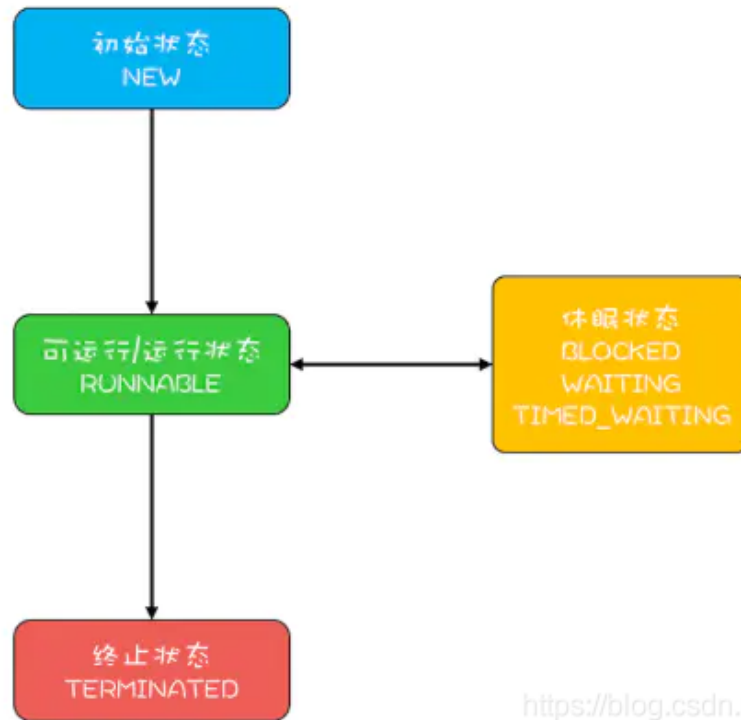 初始状态
NEW
可运行/运行状态
RUNNABLE
休眠状态
BLOCKED
WAITING
TIMED_WAITING
终止状态
TERMINATED
https://blog.csdn.